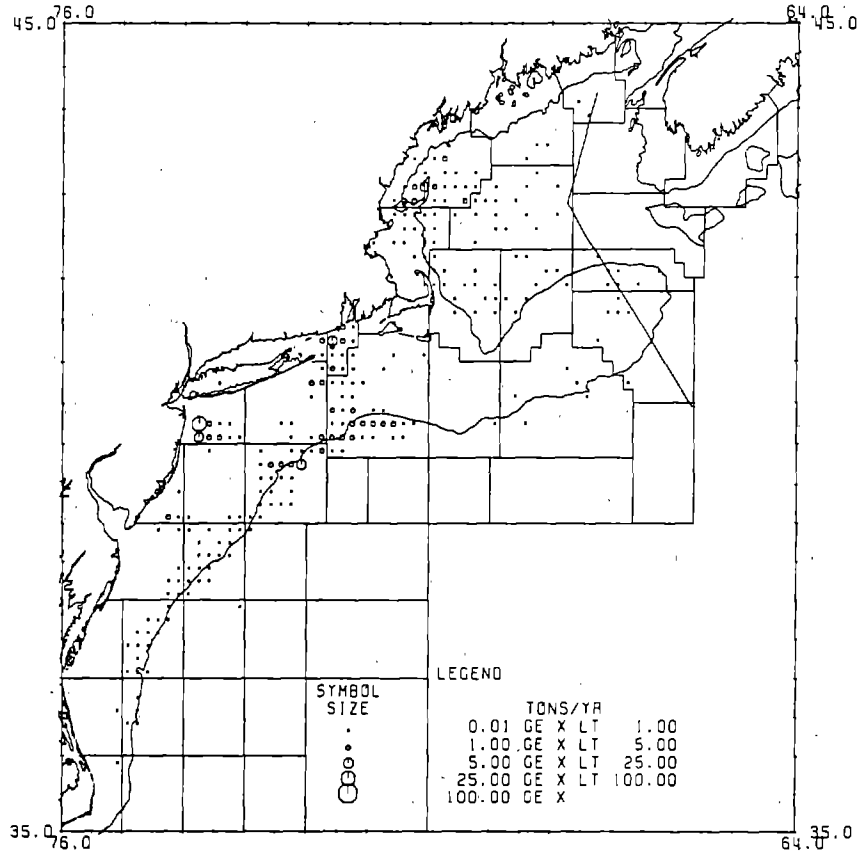 76.0 64.0
45.0 45.0
LEGEND
SYMBOL
SIZE
TONS/YR
0.01 GE X LT 1.00
1.00 GE X LT 5.00
5.00 GE X LT 25.00
25.00 GE X LT 100.00
100.00 GE X
35.0 35.0
76.0 64.0